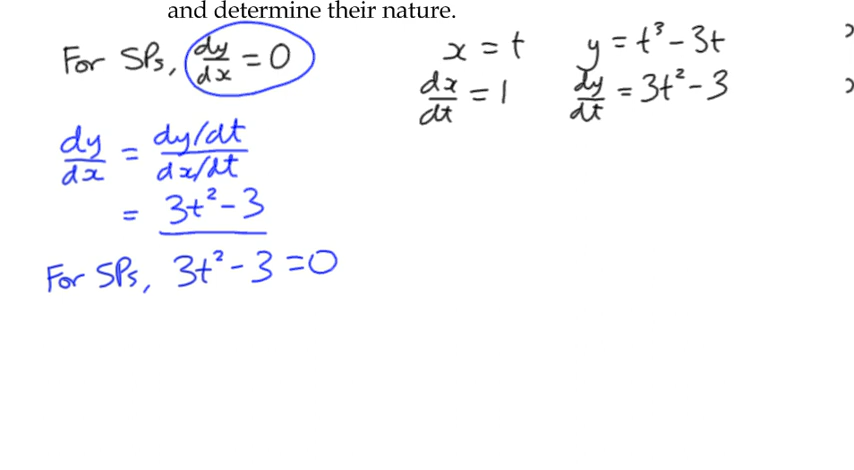 and determine their nature.
For SPs, dy/dx = 0
x = t    y = t³ - 3t
dx/dt = 1    dy/dt = 3t² - 3
dy/dx = (dy/dt)/(dx/dt)
= 3t² - 3
For SPs, 3t² - 3 = 0